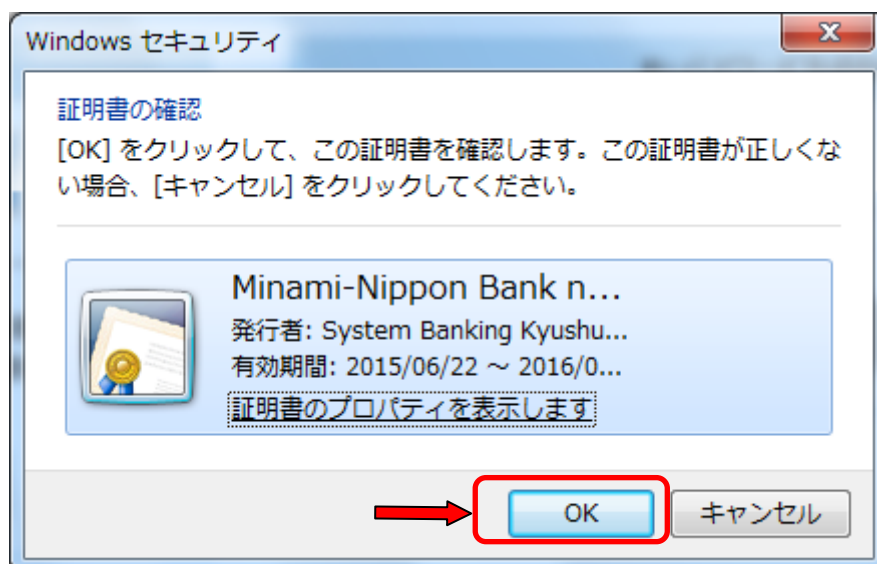 Windows セキュリティ
証明書の確認
[OK] をクリックして、この証明書を確認します。この証明書が正しくな
い場合、[キャンセル] をクリックしてください。
Minami-Nippon Bank n...
発行者: System Banking Kyushu...
有効期間: 2015/06/22 ～ 2016/0...
証明書のプロパティを表示します
OK
キャンセル